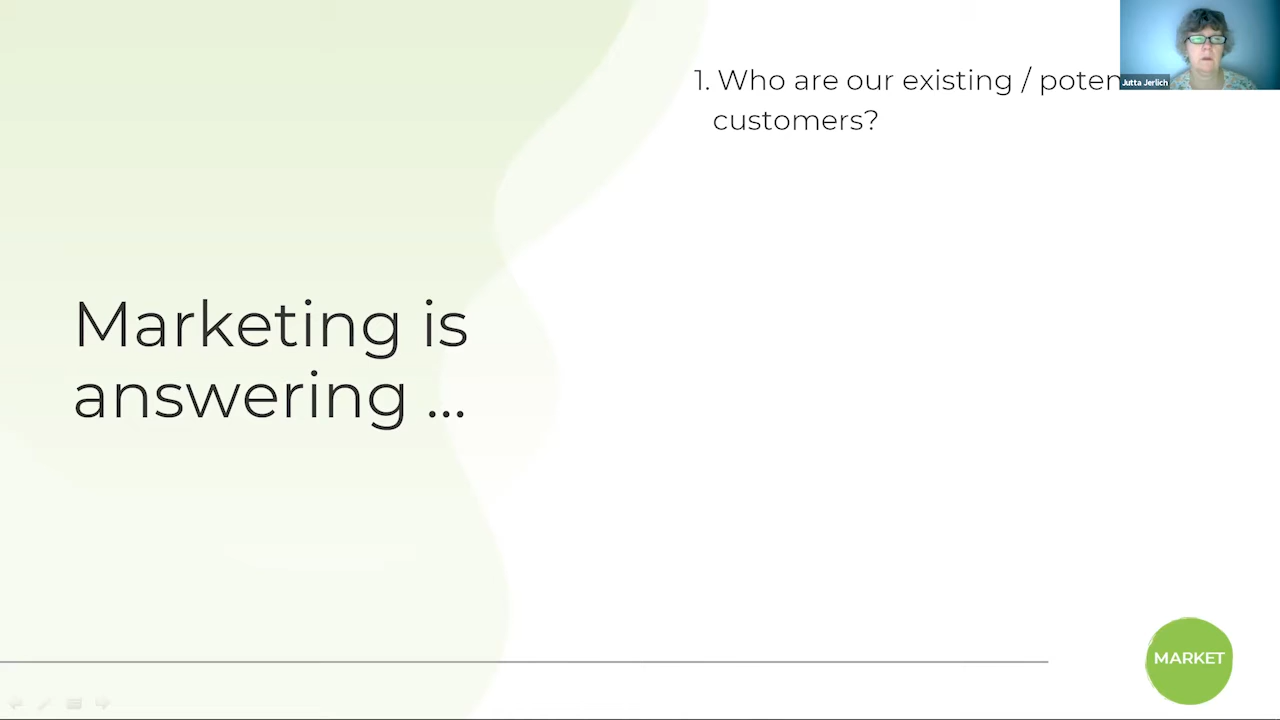 1. Who are our existing / poten
customers?
Jutta Jerlich
Marketing is
answering ...
MARKET